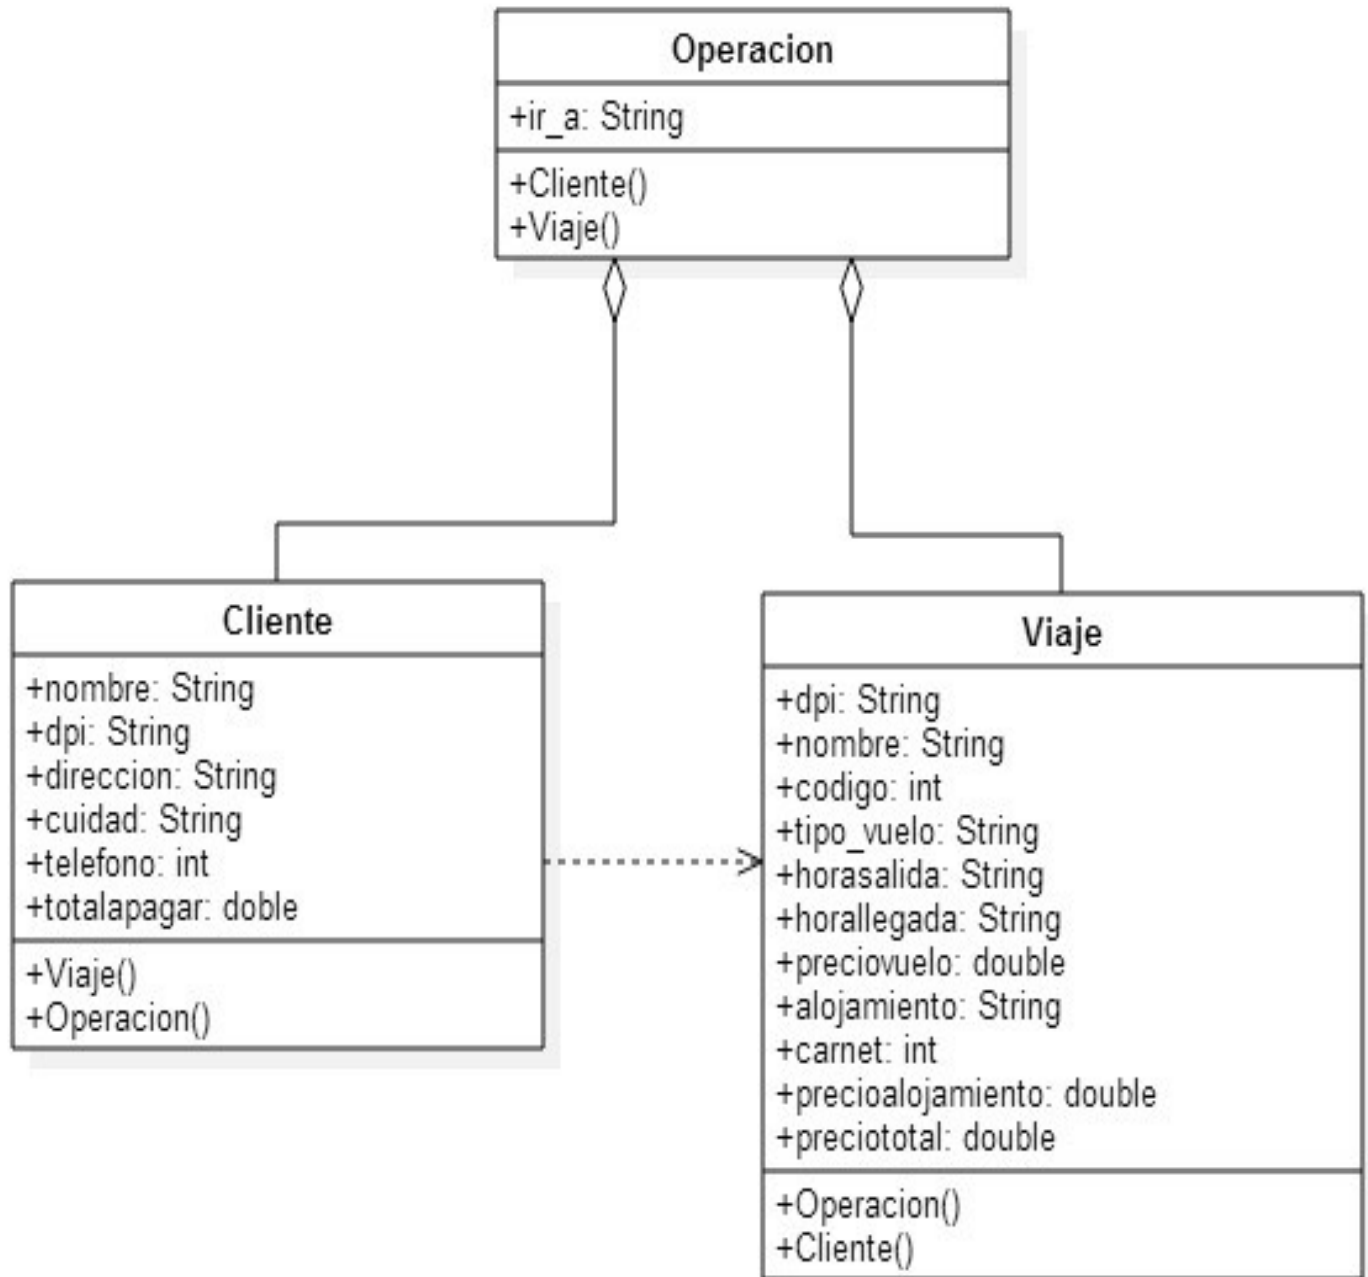 Operacion
+ir_a: String
+Cliente()
+Viaje()
Cliente
+nombre: String
+dpi: String
+direccion: String
+cuidad: String
+telefono: int
+totalapagar: doble
+Viaje()
+Operacion()
Viaje
+dpi: String
+nombre: String
+codigo: int
+tipo_vuelo: String
+horasalida: String
+horallegada: String
+preciovuelo: double
+alojamiento: String
+carnet: int
+precioalojamiento: double
+preciototal: double
+Operacion()
+Cliente()